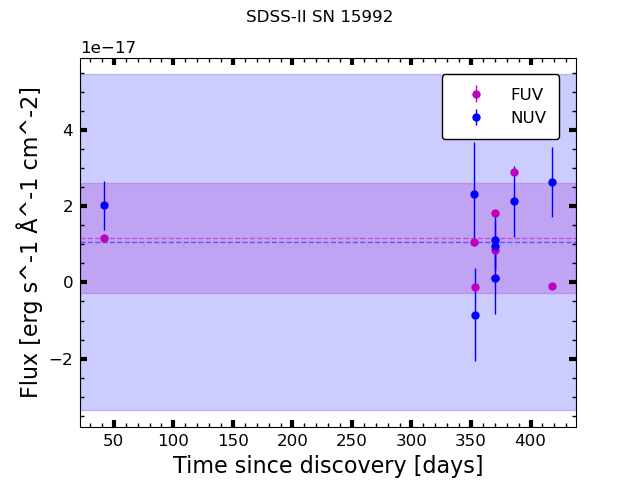 SDSS-II SN 15992
1e−17
FUV
NUV
4
2
0
−2
Flux [erg s^-1 Å^-1 cm^-2]
50 100 150 200 250 300 350 400
Time since discovery [days]